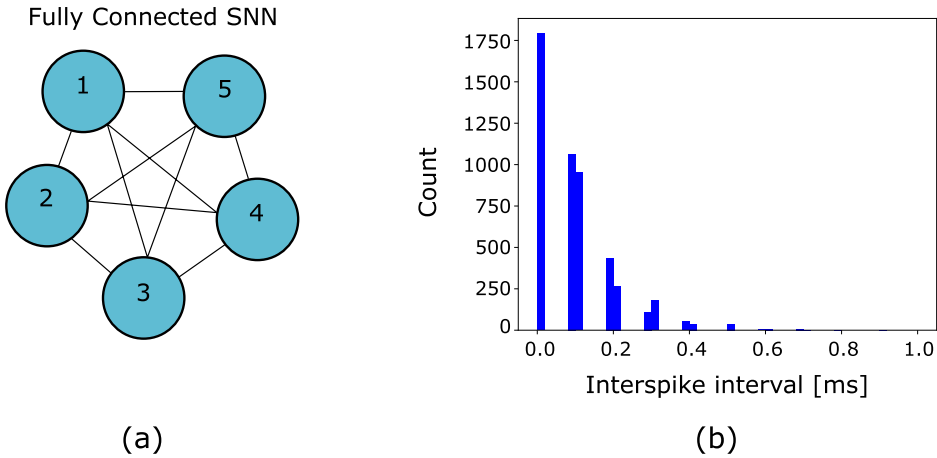 Fully Connected SNN
1
5
2
4
3
(a)
1750
1500
1250
1000
750
500
250
0
Count
0.0 0.2 0.4 0.6 0.8 1.0
Interspike interval [ms]
(b)